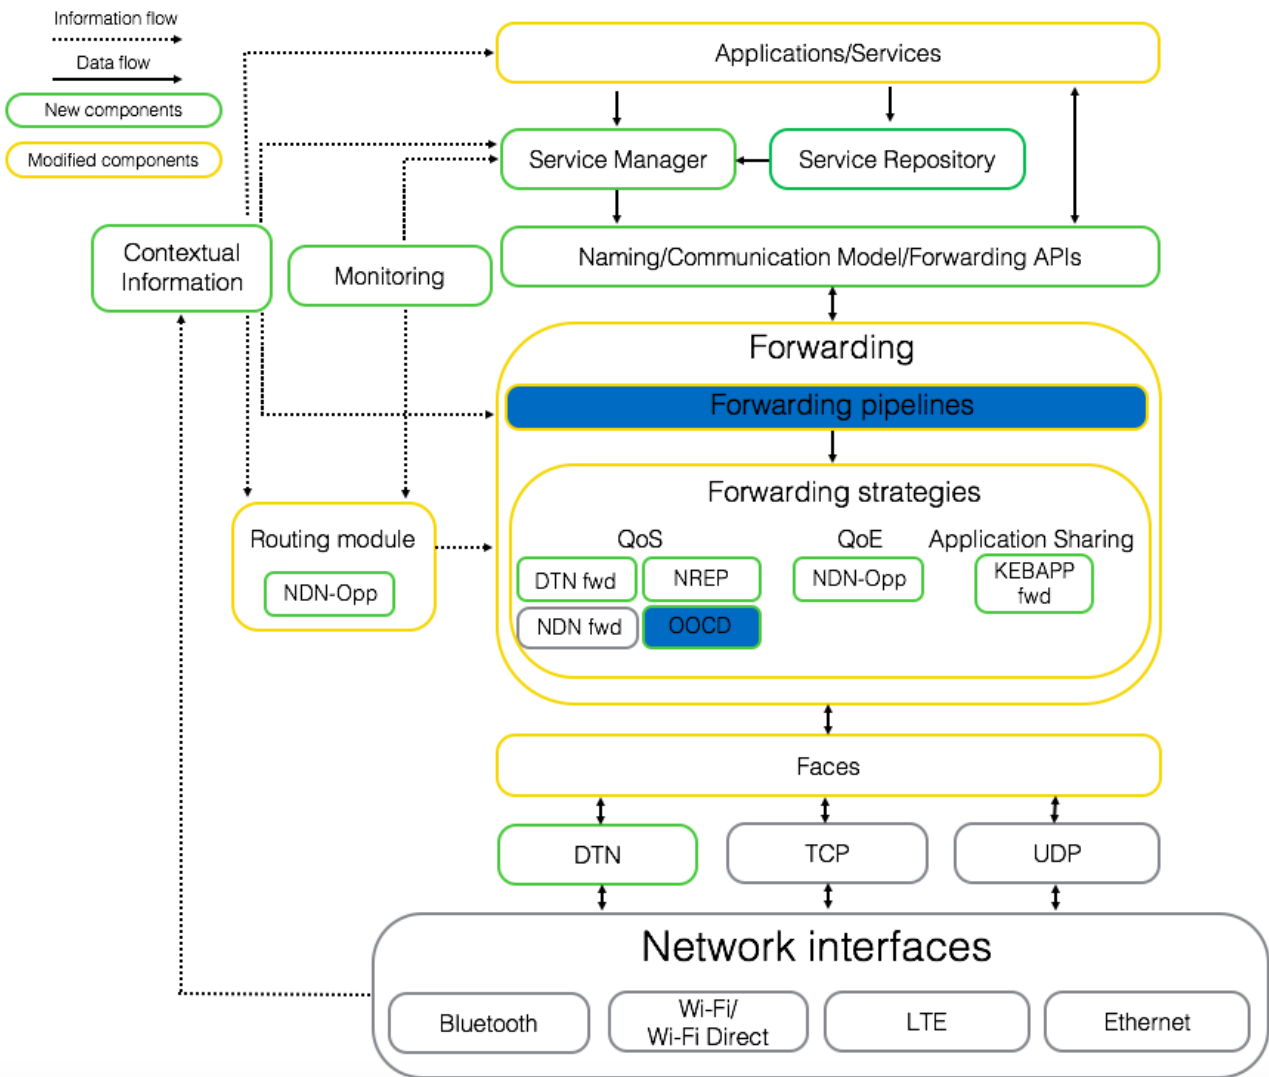 Information flow
Data flow
New components
Modified components
Applications/Services
Service Manager
Service Repository
Contextual
Information
Monitoring
Naming/Communication Model/Forwarding APIs
Forwarding
Forwarding pipelines
Forwarding strategies
QoS
QoE
Application Sharing
DTN fwd
NREP
NDN-Opp
KEBAPP
fwd
NDN fwd
OOCD
Routing module
NDN-Opp
Faces
DTN
TCP
UDP
Network interfaces
Bluetooth
Wi-Fi/
Wi-Fi Direct
LTE
Ethernet